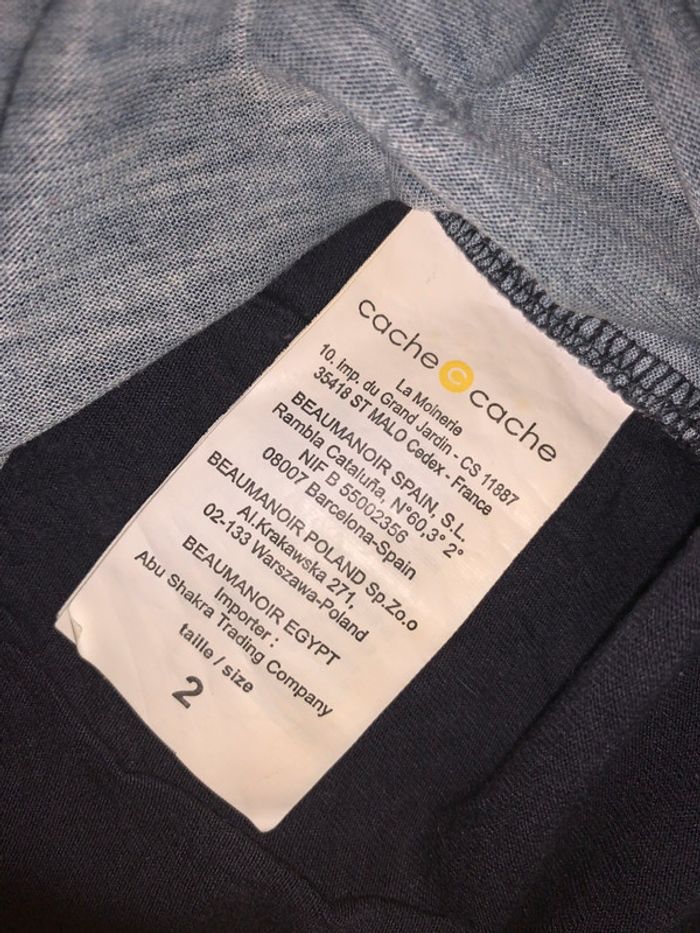 cache c cache
La Moinerie
10. imp. du Grand Jardin - CS 11887
35418 ST MALO Cedex - France
BEAUMANOIR SPAIN, S.L.
Rambla Cataluña, N°60,3° 2°
NIF B 55002356
08007 Barcelona-Spain
BEAUMANOIR POLAND Sp.Zo.o
Al.Krakawska 271,
02-133 Warszawa-Poland
BEAUMANOIR EGYPT
Importer :
Abu Shakra Trading Company
taille / size
2